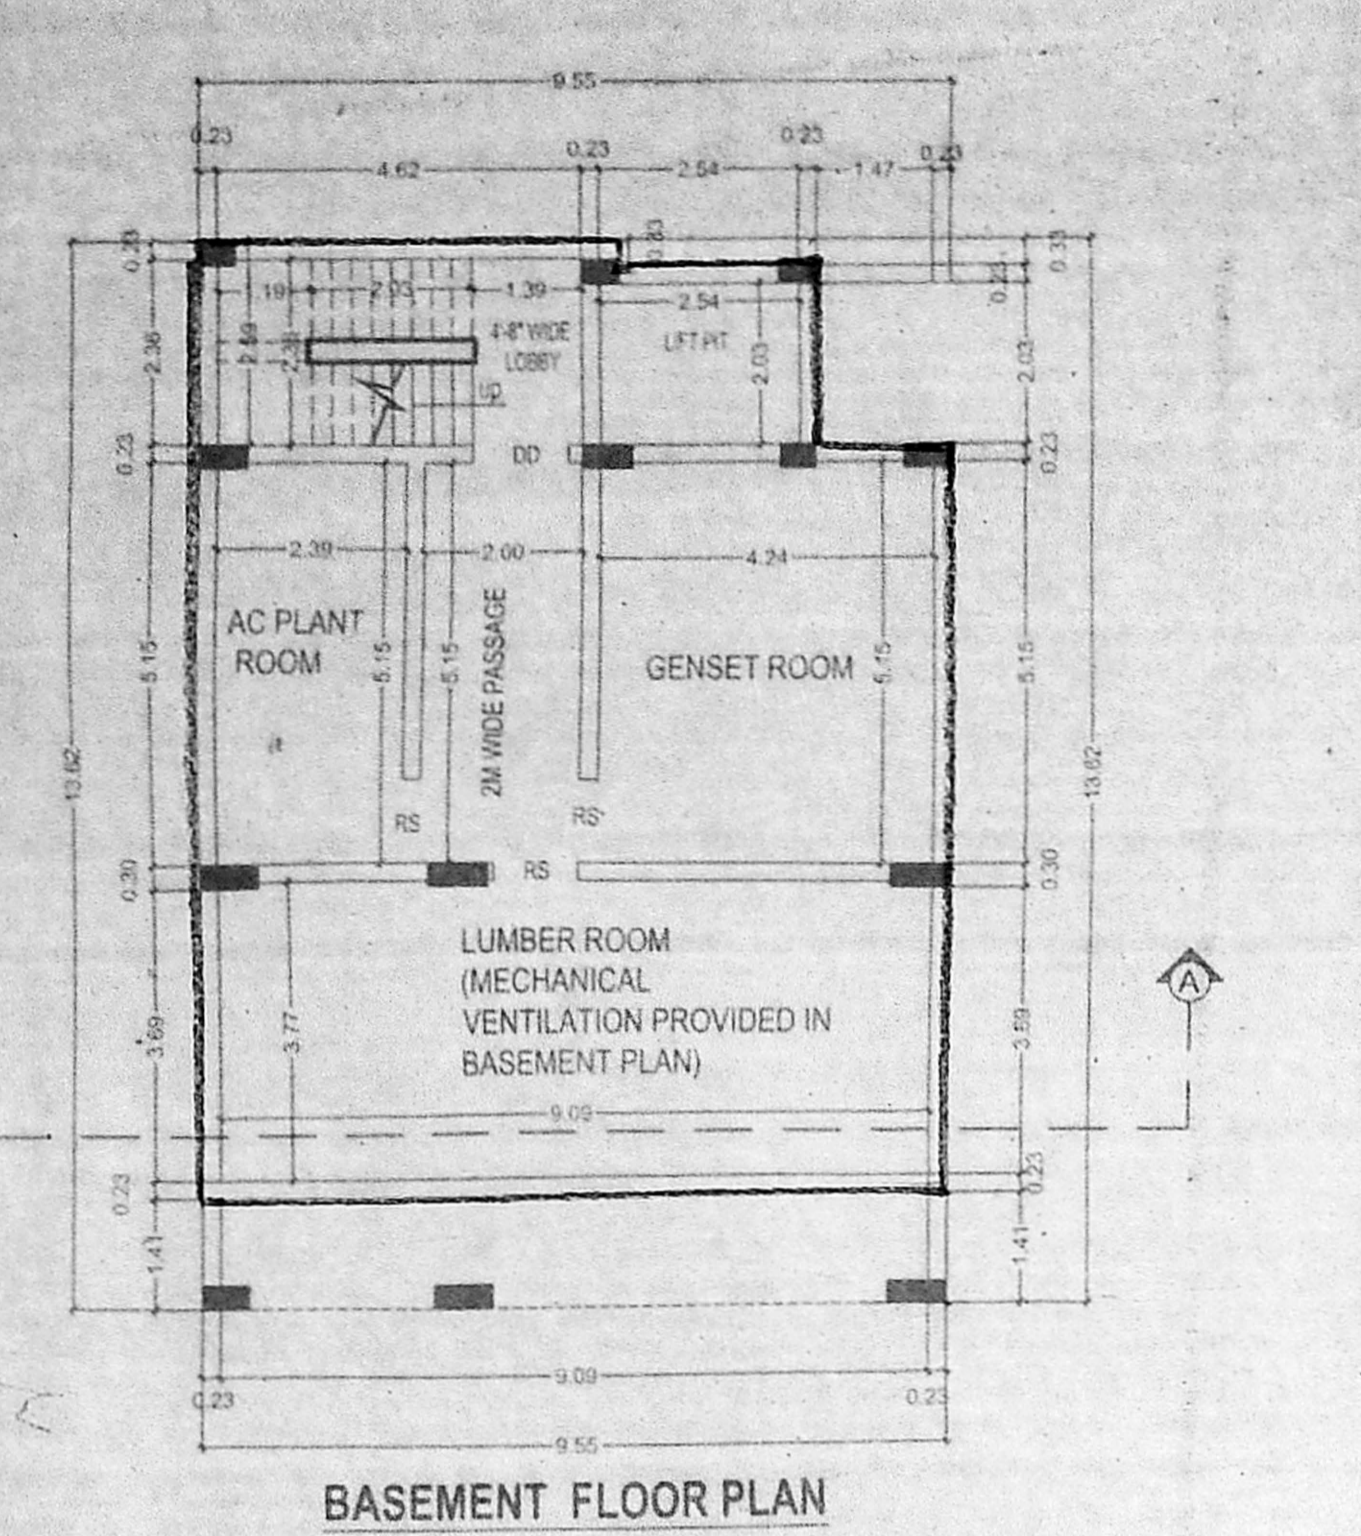 9.55
0.23 0.23 0.23 0.23
4.62 2.54 1.47
0.23 0.33
0.23
.19 2.03 1.39 2.54
4'-8" WIDE
LOBBY
LIFT PIT
2.36 2.03 2.03
UP
0.23 DD 0.23
2.39 2.00 4.24
AC PLANT
ROOM
2M WIDE PASSAGE
GENSET ROOM
5.15 5.15 5.15 5.15 5.15
13.62 13.62
RS RS
0.30 RS 0.30
LUMBER ROOM
(MECHANICAL
VENTILATION PROVIDED IN
BASEMENT PLAN)
A
3.69 3.77
9.09
0.23 0.23
1.41 1.41
9.09
0.23 0.23
9.55
BASEMENT FLOOR PLAN